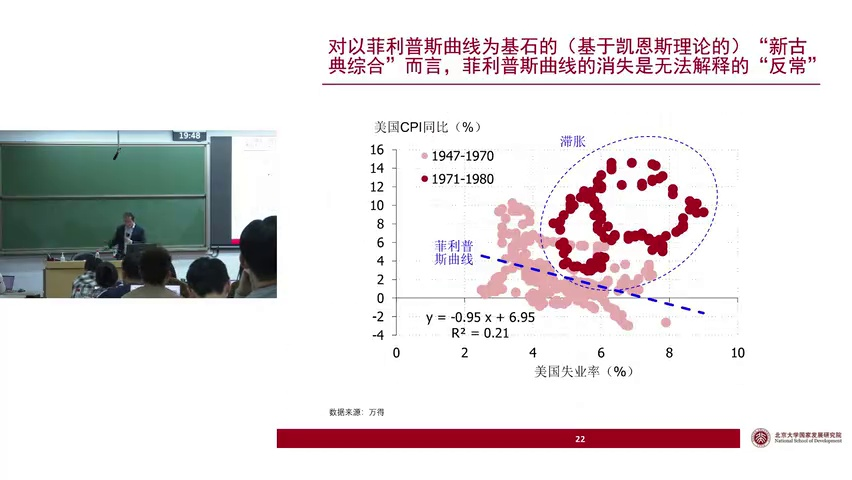 对以菲利普斯曲线为基石的（基于凯恩斯理论的）“新古
典综合”而言，菲利普斯曲线的消失是无法解释的“反常”
19:48
美国CPI同比（%）
滞胀
1947-1970
1971-1980
16
14
12
10
8
6
4
2
0
-2
-4
菲利普
斯曲线
y = -0.95 x + 6.95
R² = 0.21
0 2 4 6 8 10
美国失业率（%）
数据来源：万得
22
北京大学国家发展研究院
National School of Development